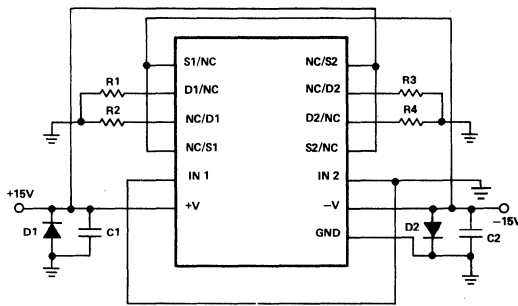 S1/NC
NC/S2
R1
D1/NC
NC/D2
R3
R2
NC/D1
D2/NC
R4
NC/S1
S2/NC
+15V
IN 1
IN 2
+V
−V
−15V
D1
C1
GND
D2
C2